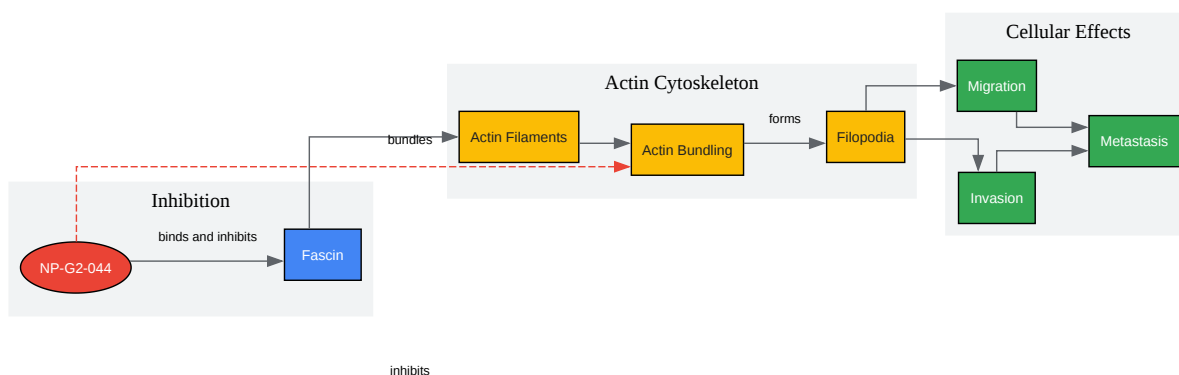 Cellular Effects
Actin Cytoskeleton
Migration
forms
Metastasis
bundles
Actin Filaments
Actin Bundling
Filopodia
Inhibition
Invasion
binds and inhibits
Fascin
NP-G2-044
inhibits